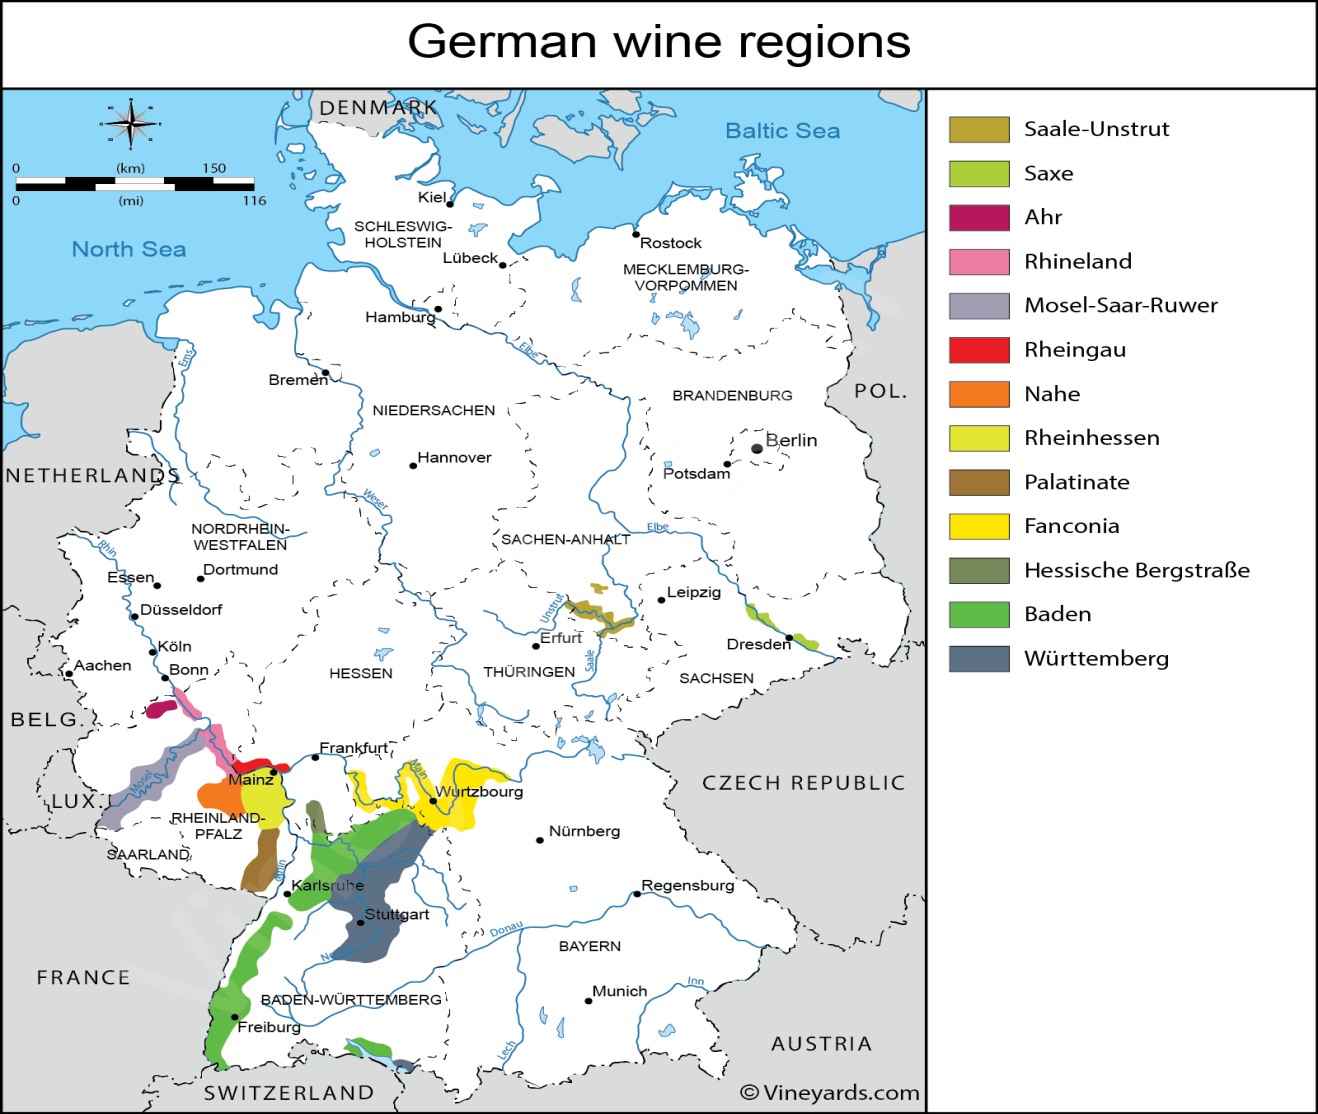 German wine regions
DENMARK
Baltic Sea
0 (km) 150
0 (mi) 116
Kiel
SCHLESWIG-
HOLSTEIN
North Sea
Rostock
Lübeck
MECKLEMBURG-
VORPOMMEN
Hamburg
Elbe
Ems
Bremen
NIEDERSACHEN
BRANDENBURG
POL.
Berlin
Hannover
Potsdam
NETHERLANDS
Weser
NORDRHEIN-
WESTFALEN
Elbe
SACHEN-ANHALT
Rhin
Essen
Dortmund
Leipzig
Düsseldorf
Unstrut
Erfurt
Dresden
Köln
Saale
Aachen
Bonn
HESSEN
THÜRINGEN
SACHSEN
BELG.
Frankfurt
Mosel
Mainz
Main
Wurtzbourg
CZECH REPUBLIC
LUX.
RHEINLAND-
PFALZ
Nürnberg
SAARLAND
Rhin
Karlsruhe
Regensburg
Stuttgart
Donau
BAYERN
FRANCE
Inn
Munich
BADEN-WÜRTTEMBERG
Freiburg
Lech
AUSTRIA
SWITZERLAND
© Vineyards.com
Saale-Unstrut
Saxe
Ahr
Rhineland
Mosel-Saar-Ruwer
Rheingau
Nahe
Rheinhessen
Palatinate
Fanconia
Hessische Bergstraße
Baden
Württemberg